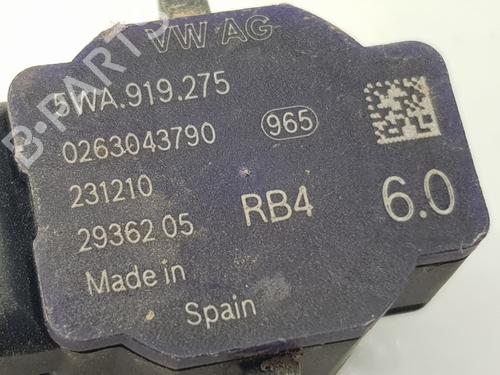 VW AG
5WA.919.275
0263043790
965
231210
RB4
6.0
29362 05
Made in
Spain
B-PARTS